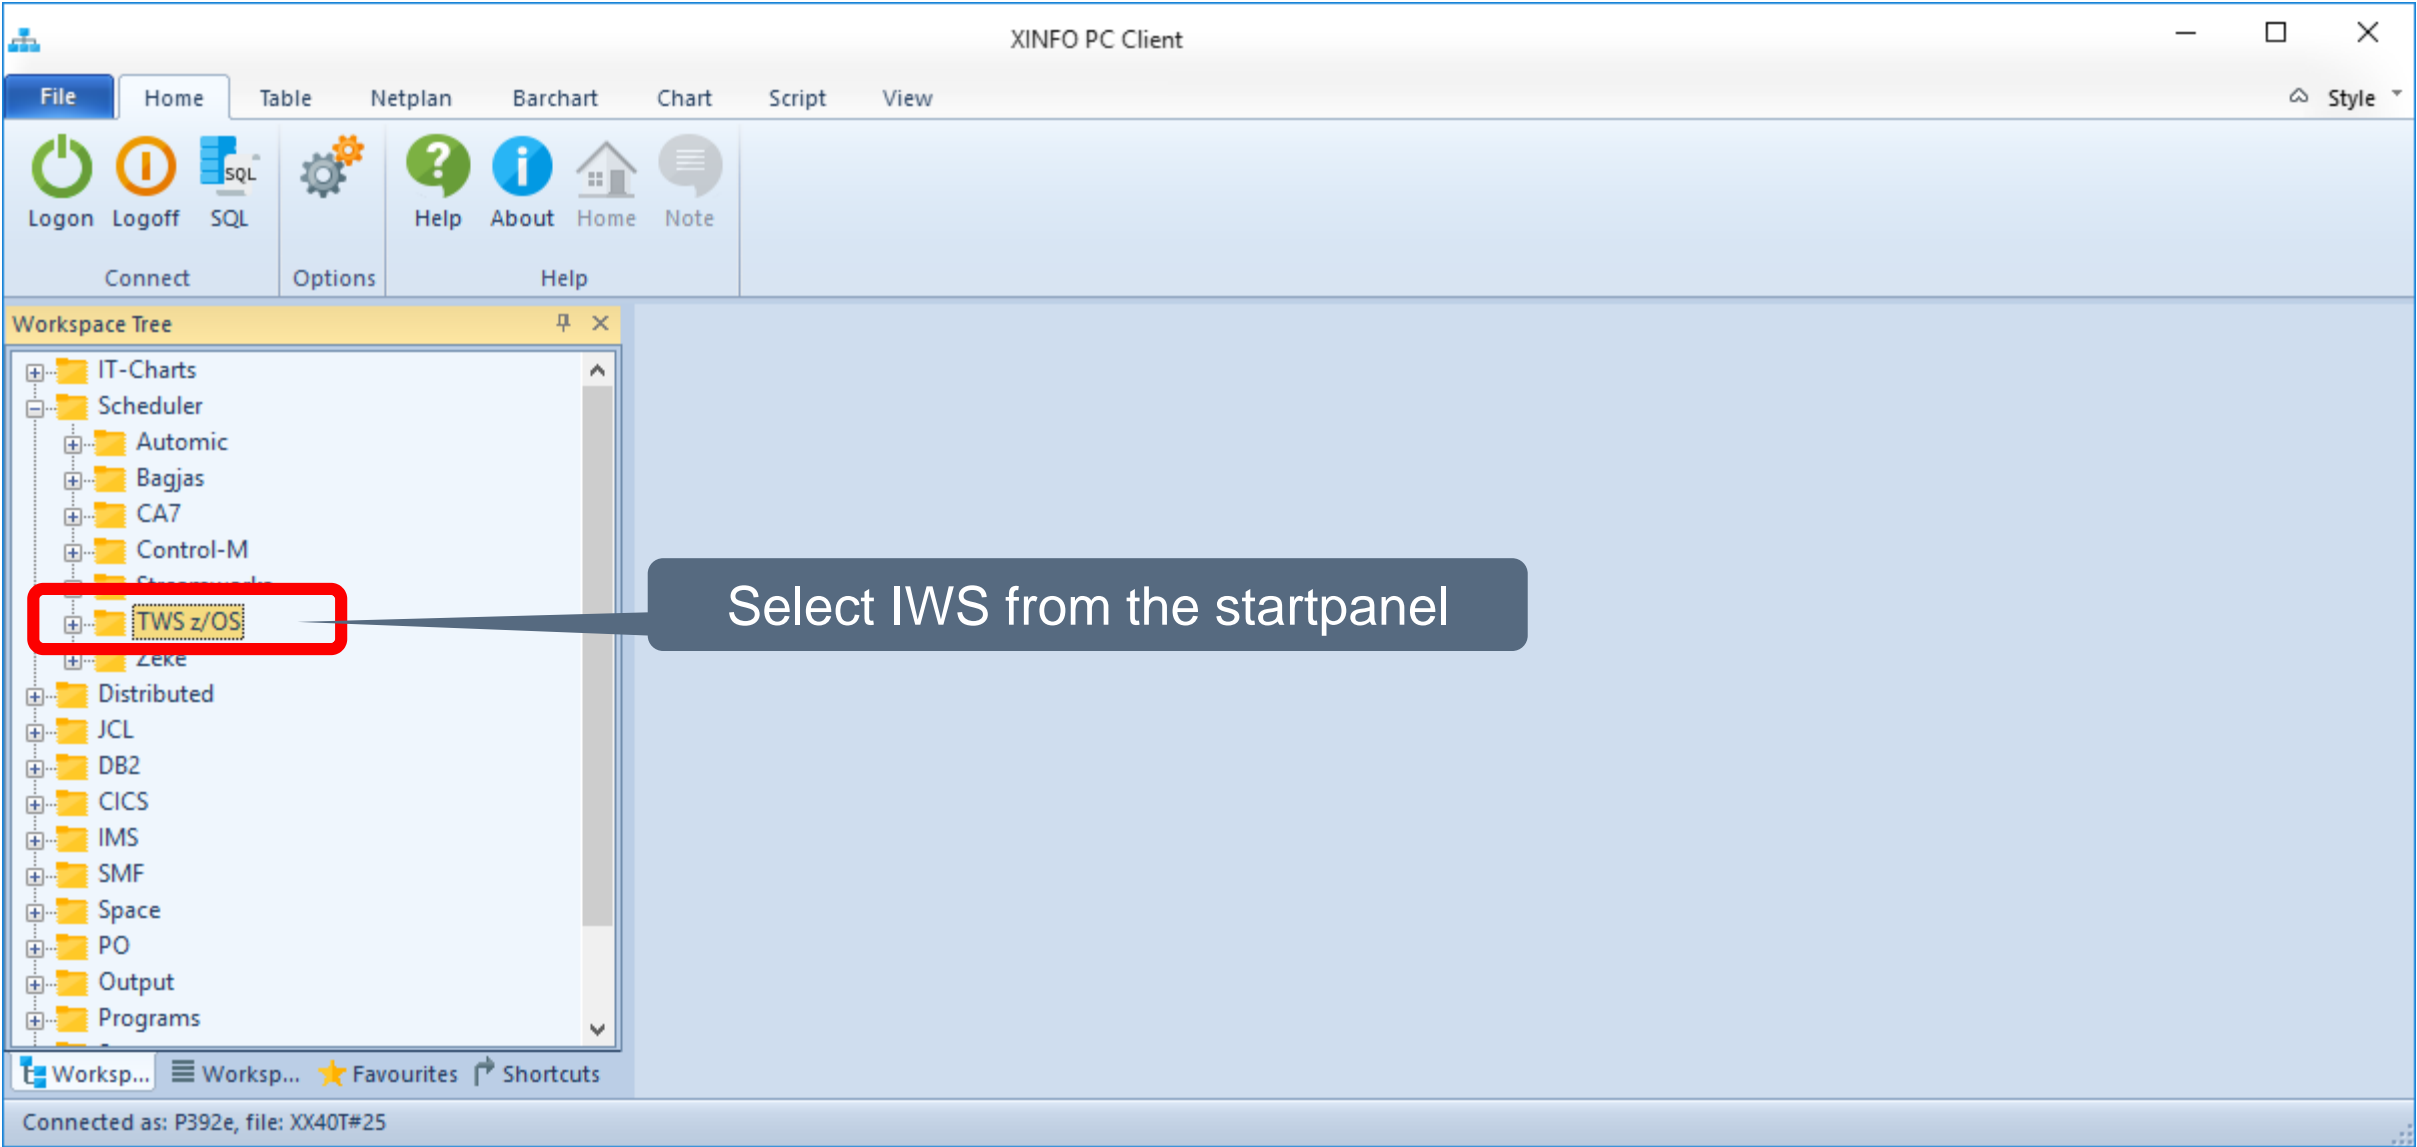 XINFO PC Client
File Home Table Netplan Barchart Chart Script View Style
SQL
Logon Logoff SQL Help About Home Note
Connect Options Help
Workspace Tree
IT-Charts
Scheduler
Automic
Bagjas
CA7
Control-M
Streamworks
TWS z/OS
Select IWS from the startpanel
Zeke
Distributed
JCL
DB2
CICS
IMS
SMF
Space
PO
Output
Programs
Worksp... Worksp... Favourites Shortcuts
Connected as: P392e, file: XX40T#25